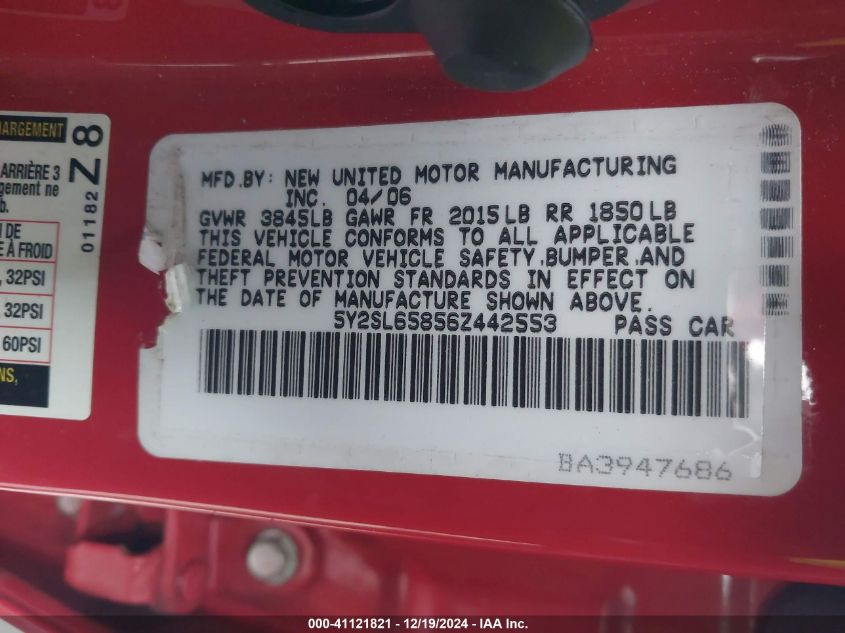 HARGEMENT
ARRIÈRE 3
gement ne
b.
N DE
E À FROID
, 32PSI
, 32PSI
, 60PSI
NS,
01182
Z8
MFD.BY: NEW UNITED MOTOR MANUFACTURING
INC. 04/06
GVWR 3845LB GAWR FR 2015LB RR 1850LB
THIS VEHICLE CONFORMS TO ALL APPLICABLE
FEDERAL MOTOR VEHICLE SAFETY,BUMPER,AND
THEFT PREVENTION STANDARDS IN EFFECT ON
THE DATE OF MANUFACTURE SHOWN ABOVE.
5Y2SL65856Z442553 PASS CAR
BA3947686
000-41121821 - 12/19/2024 - IAA Inc.